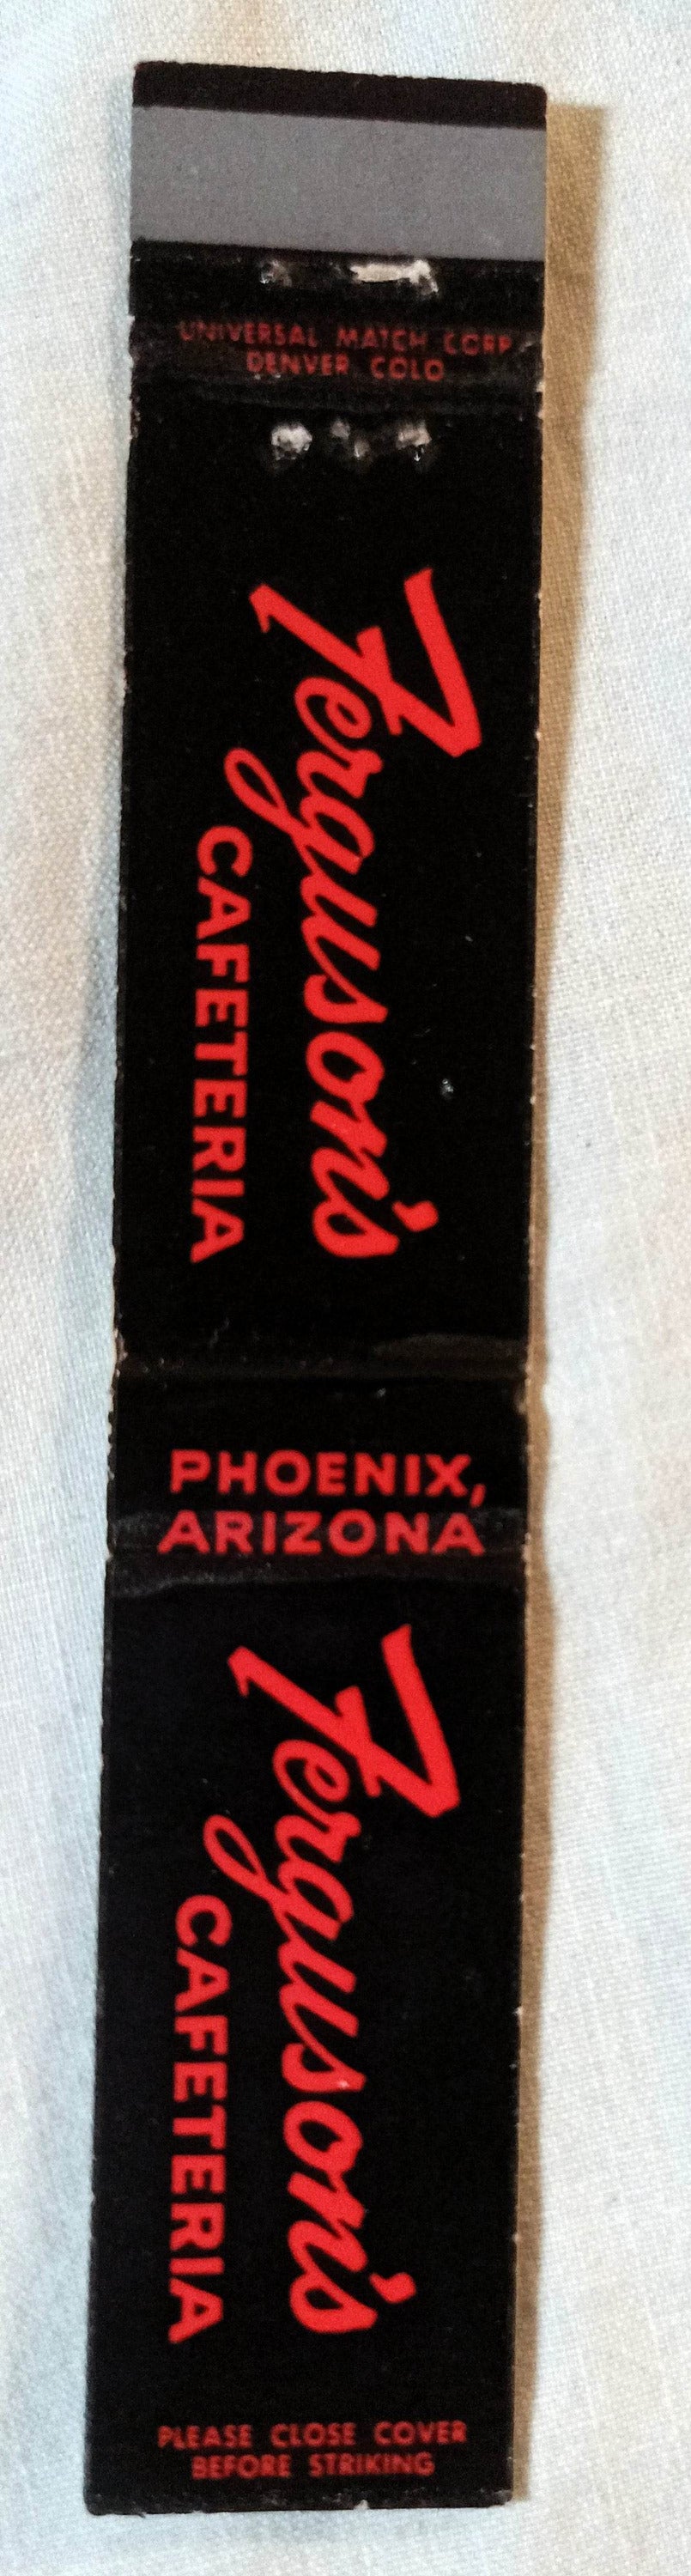 UNIVERSAL MATCH CORP
DENVER COLO
Ferguson's
CAFETERIA
PHOENIX,
ARIZONA
Ferguson's
CAFETERIA
PLEASE CLOSE COVER
BEFORE STRIKING